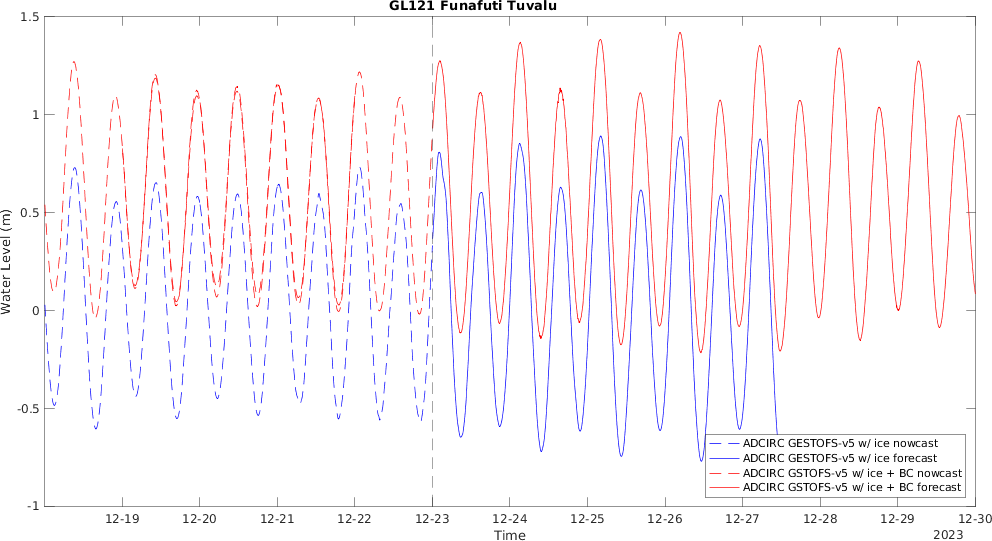 GL121 Funafuti Tuvalu
1.5
1
0.5
0
-0.5
-1
Water Level (m)
12-19 12-20 12-21 12-22 12-23 12-24 12-25 12-26 12-27 12-28 12-29 12-30
Time
2023
ADCIRC GESTOFS-v5 w/ ice nowcast
ADCIRC GESTOFS-v5 w/ ice forecast
ADCIRC GSTOFS-v5 w/ ice + BC nowcast
ADCIRC GSTOFS-v5 w/ ice + BC forecast